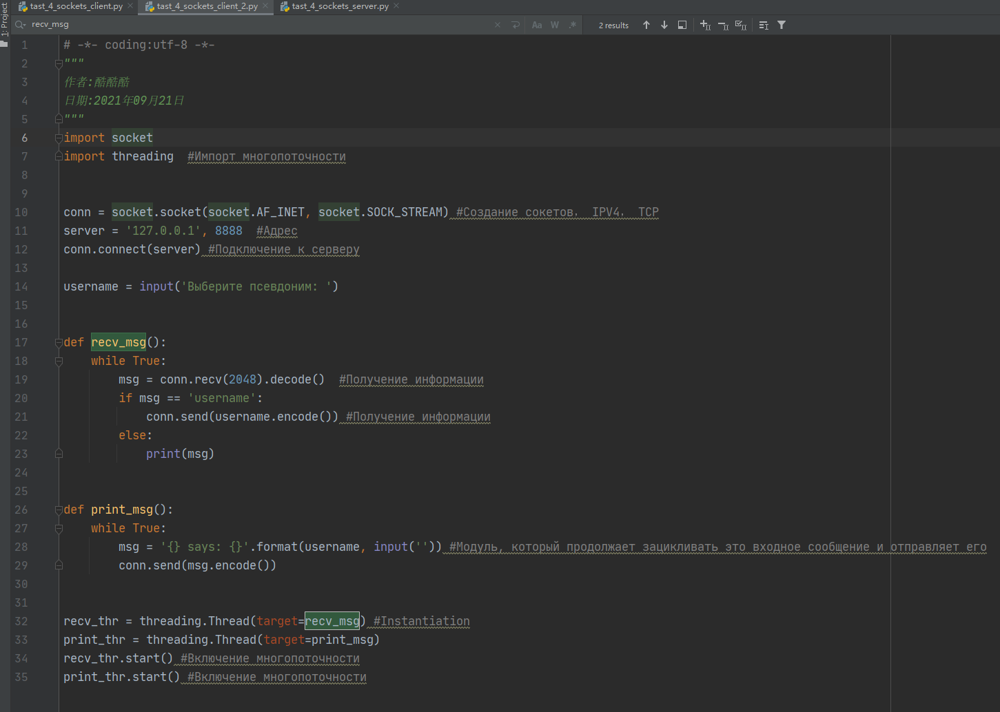 tast_4_sockets_client.py tast_4_sockets_client_2.py tast_4_sockets_server.py
1: Project
recv_msg Aa W .* 2 results
1 # -*- coding:utf-8 -*-
2 """
3 作者:酷酷酷
4 日期:2021年09月21日
5 """
6 import socket
7 import threading  #Импорт многопоточности
8
9
10 conn = socket.socket(socket.AF_INET, socket.SOCK_STREAM) #Создание сокетов， IPV4， TCP
11 server = '127.0.0.1', 8888  #Адрес
12 conn.connect(server) #Подключение к серверу
13
14 username = input('Выберите псевдоним: ')
15
16
17 def recv_msg():
18     while True:
19         msg = conn.recv(2048).decode()  #Получение информации
20         if msg == 'username':
21             conn.send(username.encode()) #Получение информации
22         else:
23             print(msg)
24
25
26 def print_msg():
27     while True:
28         msg = '{} says: {}'.format(username, input('')) #Модуль, который продолжает зацикливать это входное сообщение и отправляет его
29         conn.send(msg.encode())
30
31
32 recv_thr = threading.Thread(target=recv_msg) #Instantiation
33 print_thr = threading.Thread(target=print_msg)
34 recv_thr.start() #Включение многопоточности
35 print_thr.start() #Включение многопоточности